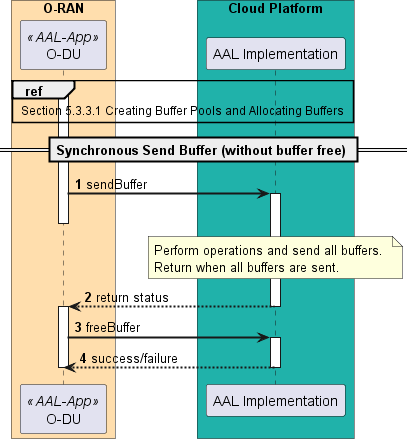 O-RAN
Cloud Platform
« AAL-App»
O-DU
AAL Implementation
ref
Section 5.3.3.1 Creating Buffer Pools and Allocating Buffers
Synchronous Send Buffer (without buffer free)
1 sendBuffer
Perform operations and send all buffers.
Return when all buffers are sent.
2 return status
3 freeBuffer
4 success/failure
« AAL-App»
O-DU
AAL Implementation